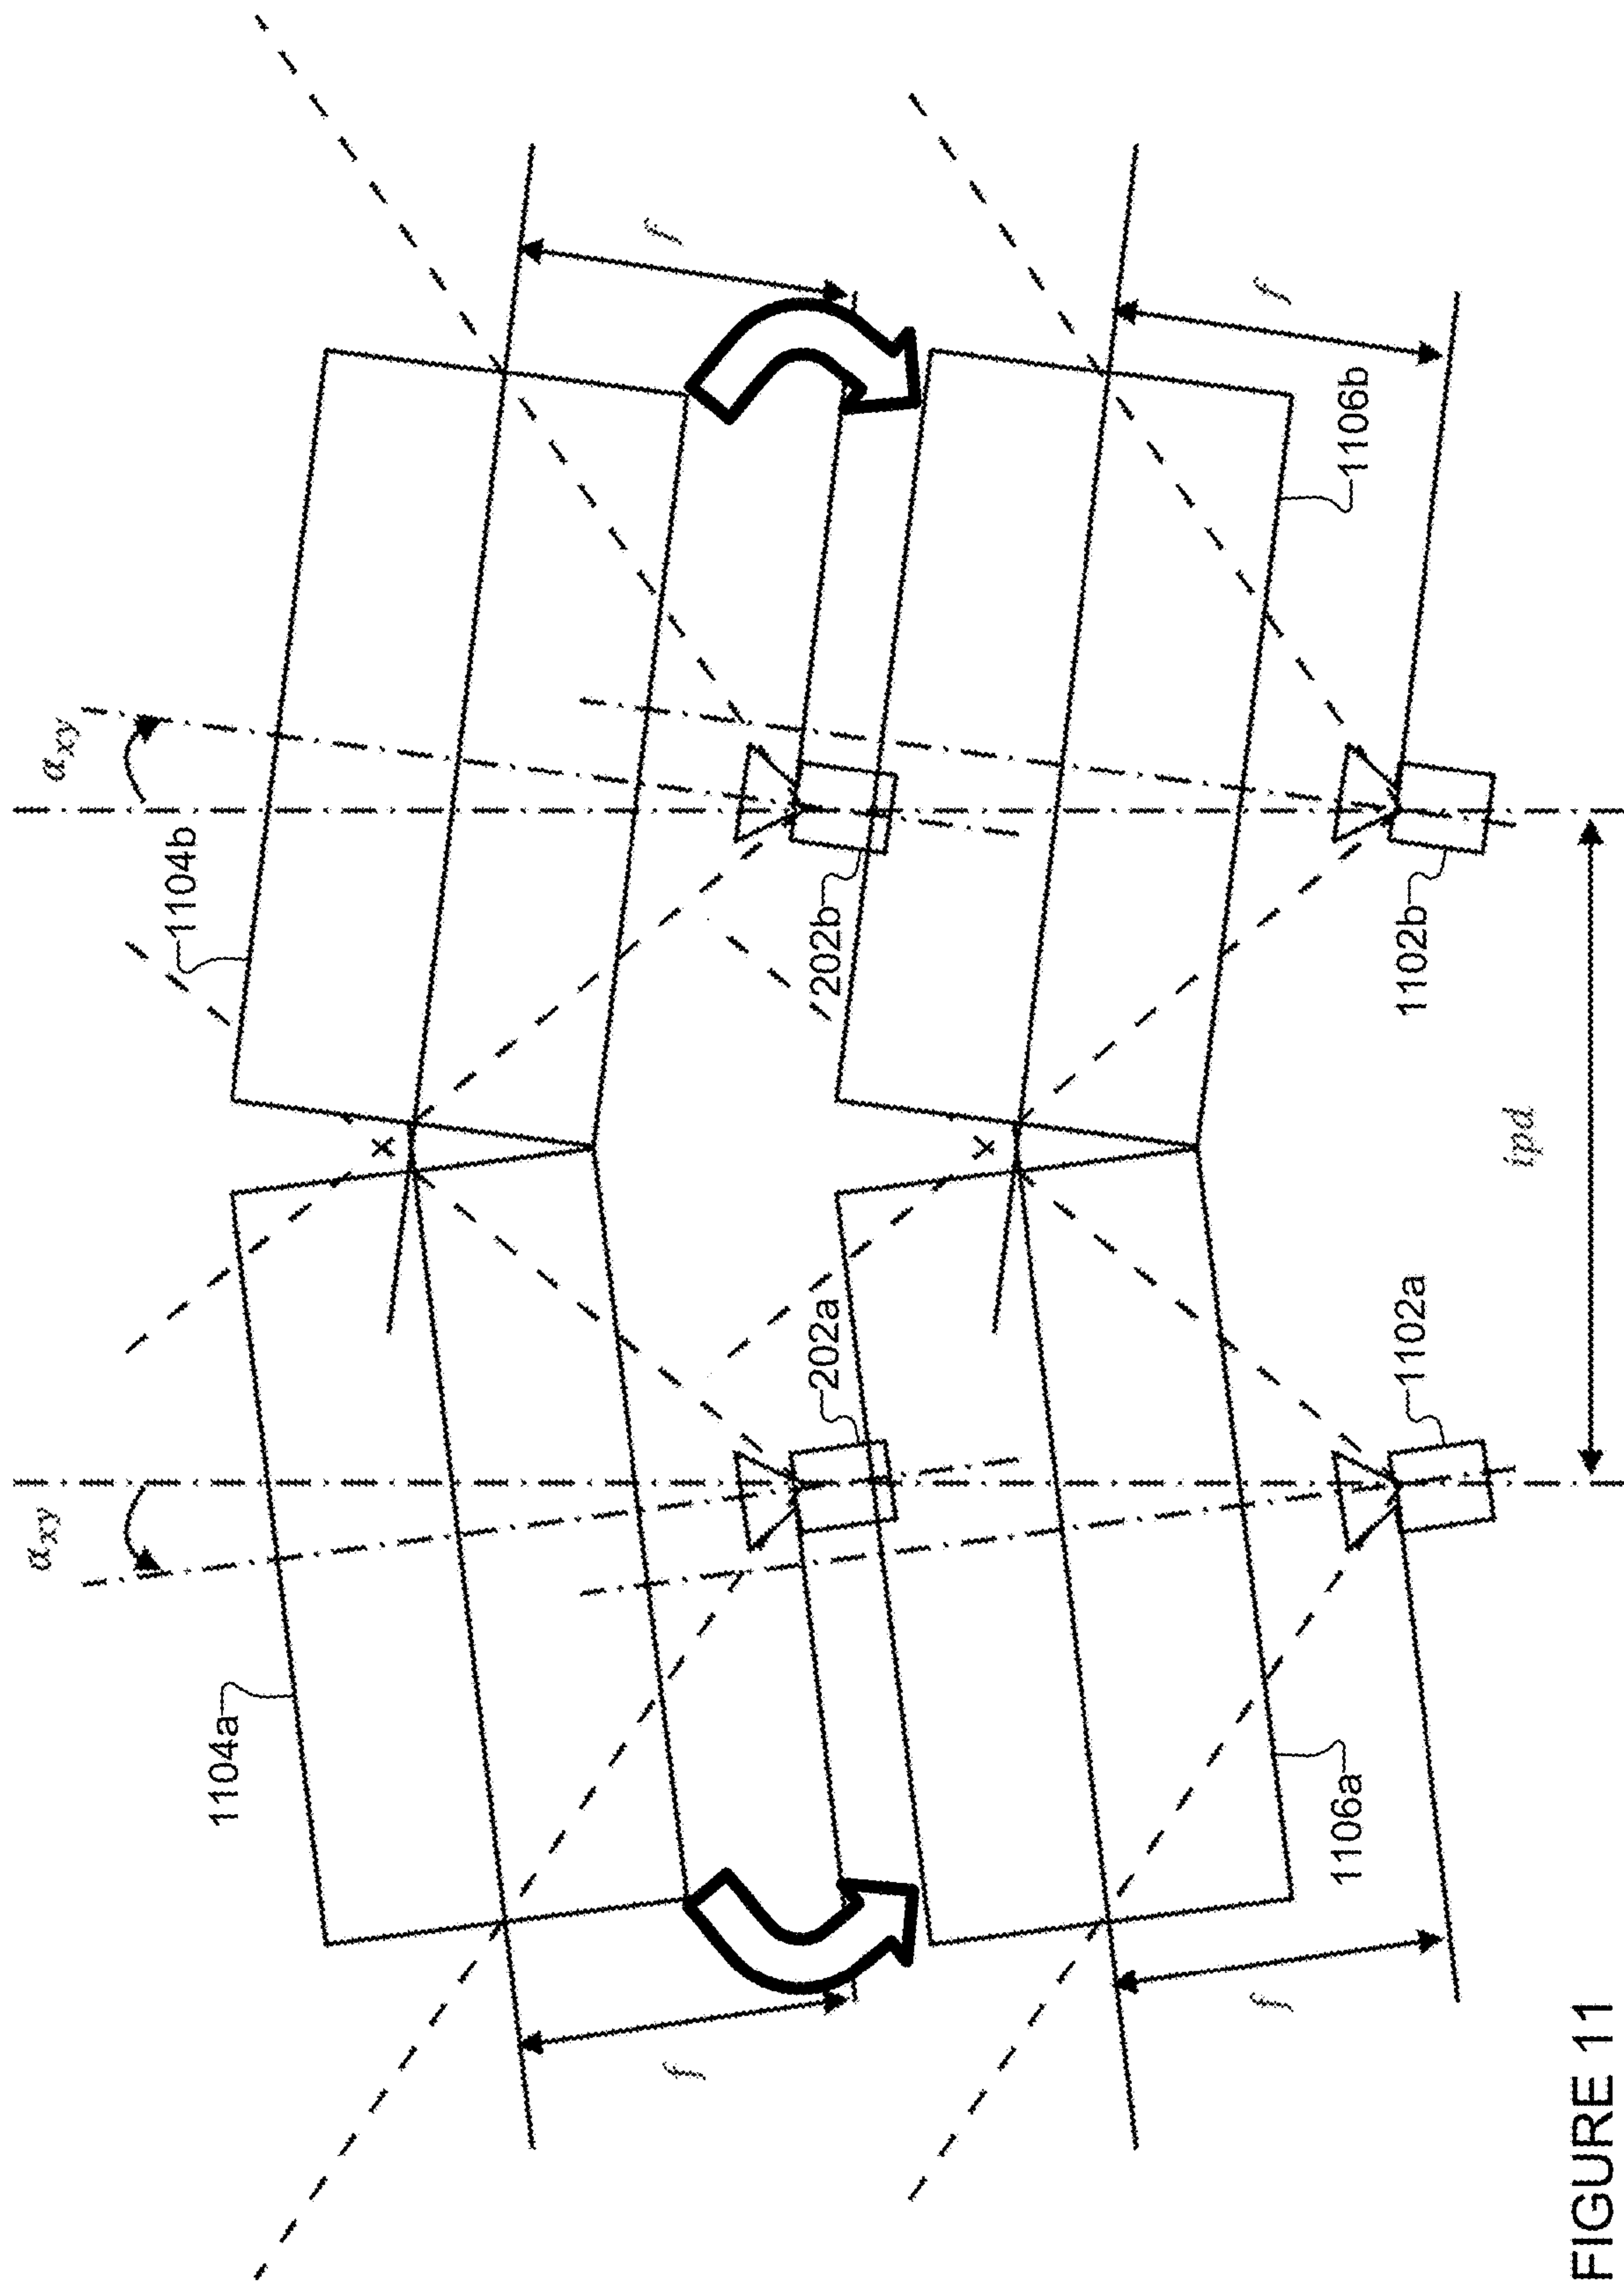 α_xy
α_xy
1104a
1104b
x
f
f
202a
202b
x
f
f
1106a
1106b
1102a
1102b
ipd
FIGURE 11